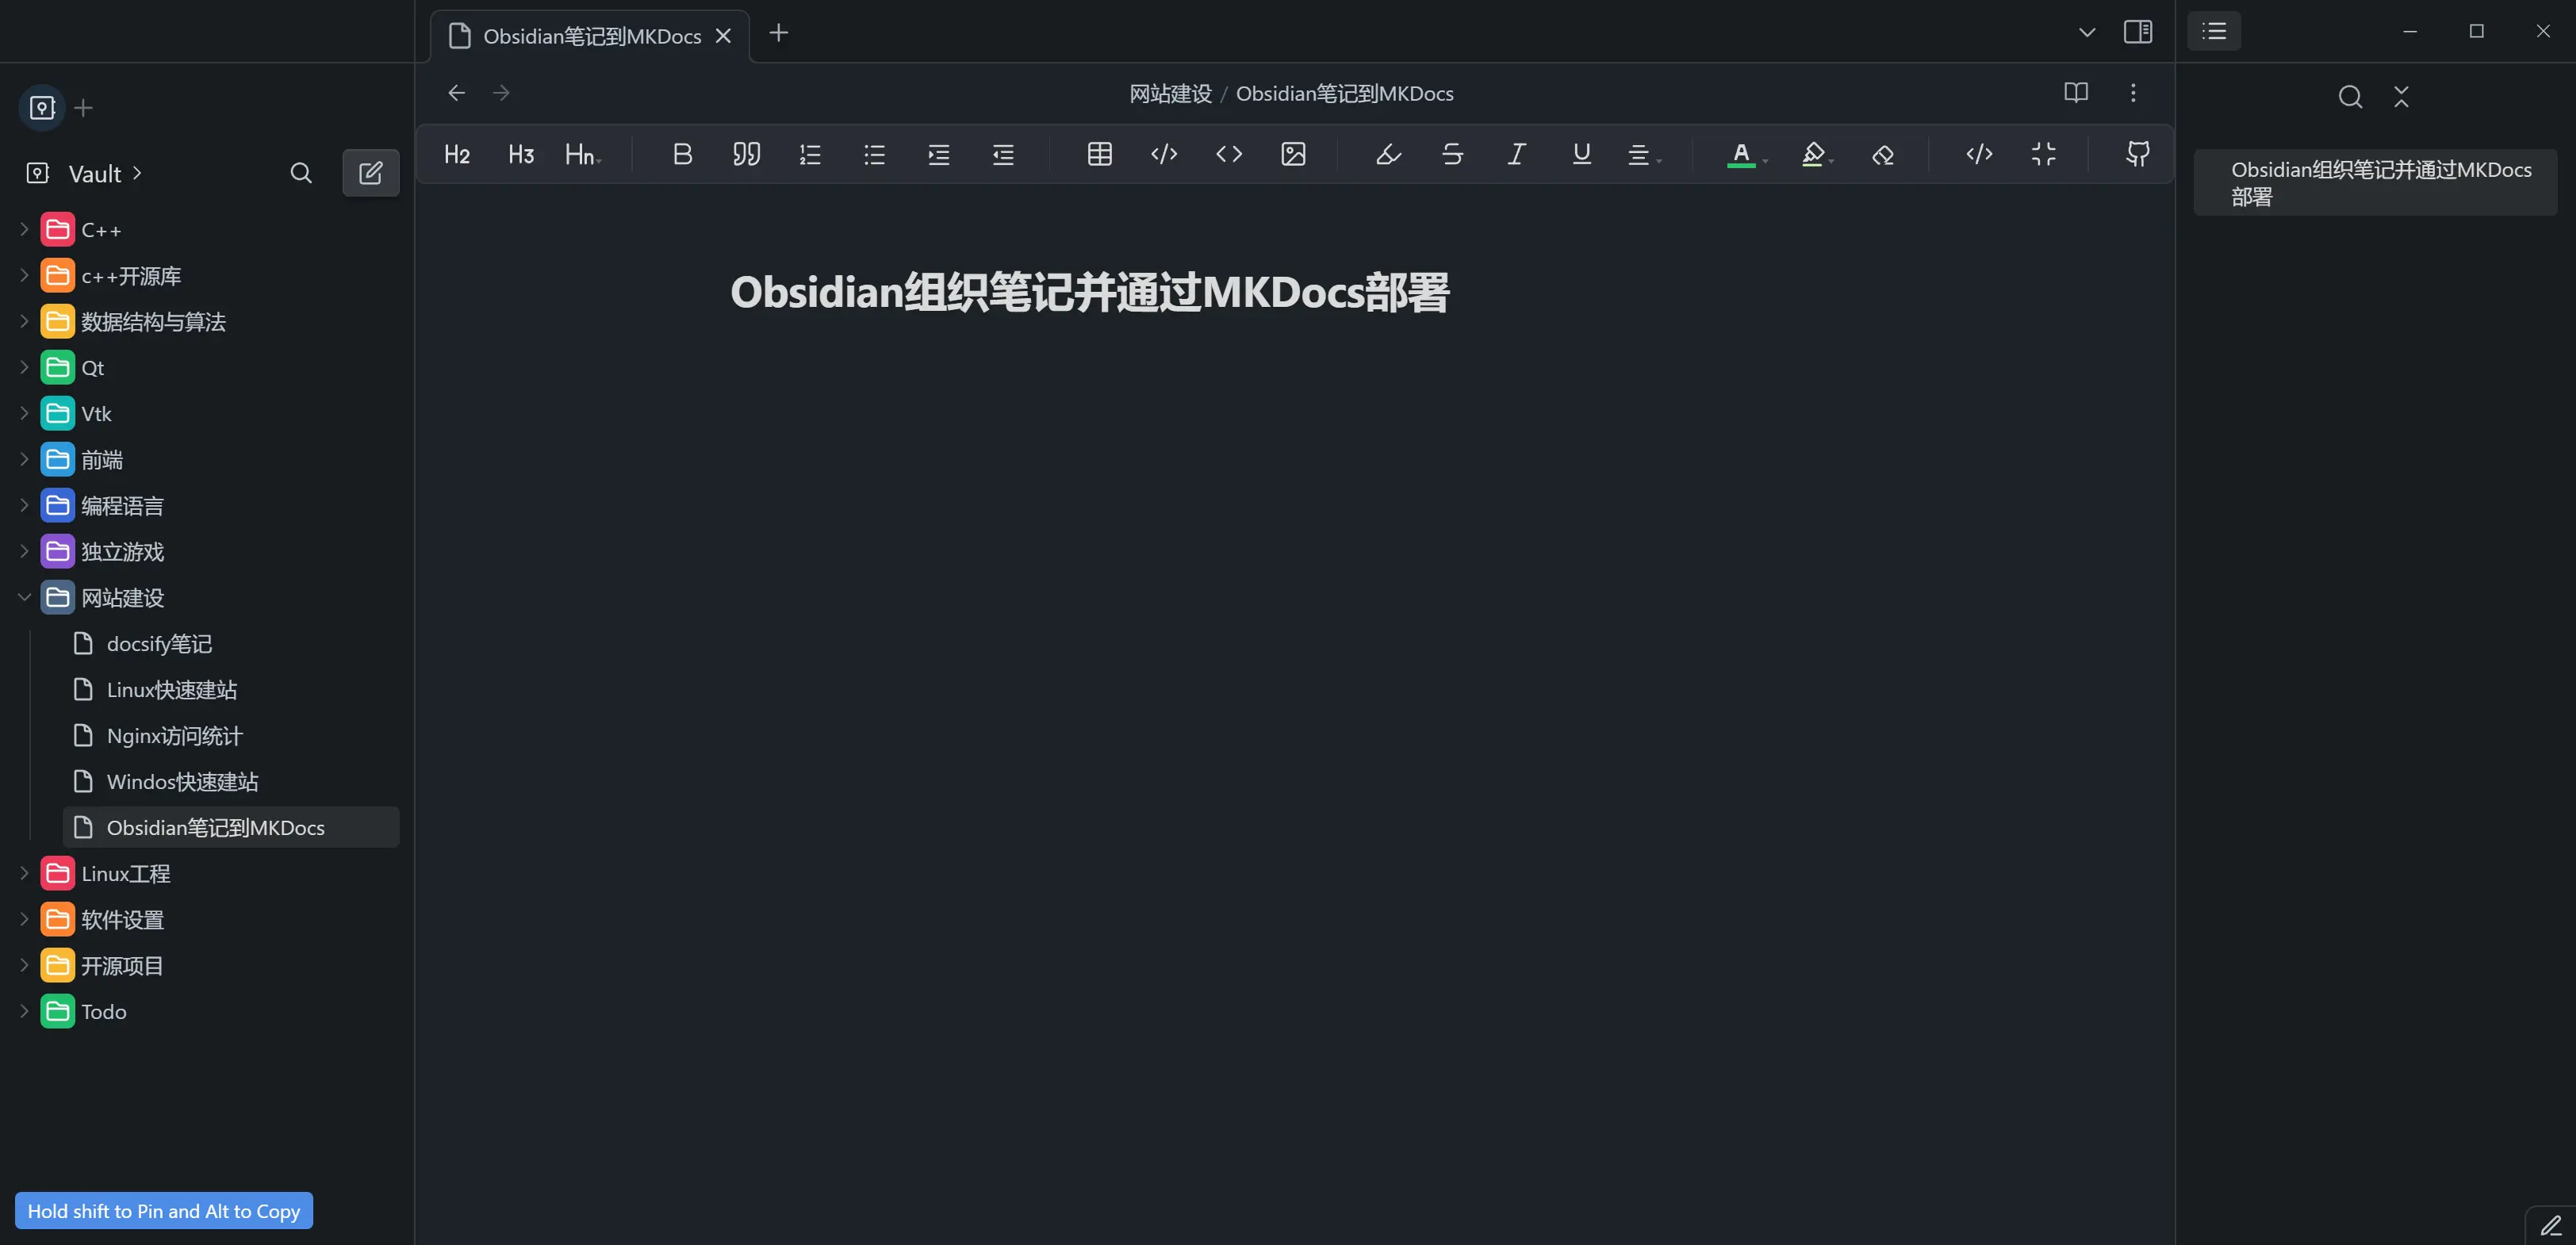 Obsidian笔记到MKDocs
网站建设 / Obsidian笔记到MKDocs
Vault
H2 H3 Hn
C++
c++开源库
数据结构与算法
Qt
Vtk
前端
编程语言
独立游戏
网站建设
docsify笔记
Linux快速建站
Nginx访问统计
Windos快速建站
Obsidian笔记到MKDocs
Linux工程
软件设置
开源项目
Todo
Hold shift to Pin and Alt to Copy
Obsidian组织笔记并通过MKDocs部署
Obsidian组织笔记并通过MKDocs
部署